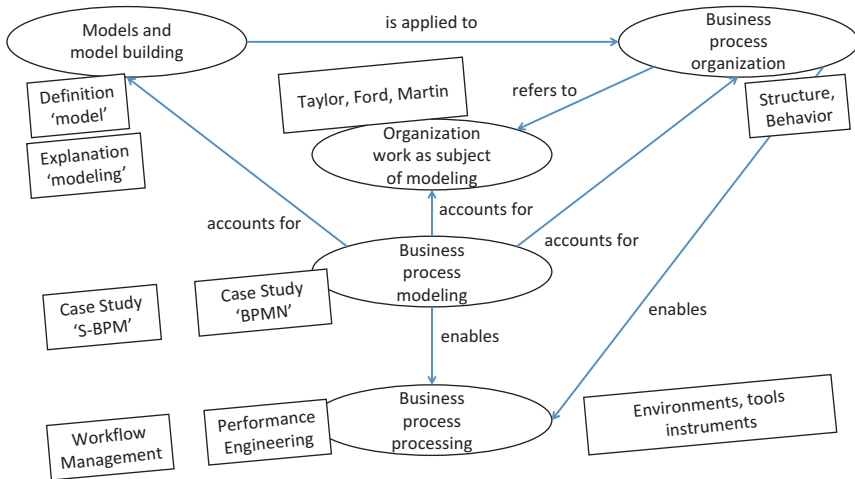 Models and
model building
is applied to
Business
process
organization
Definition
‘model’
Taylor, Ford, Martin
refers to
Structure,
Behavior
Explanation
‘modeling’
Organization
work as subject
of modeling
accounts for
accounts for
accounts for
Business
process
modeling
Case Study
‘S-BPM’
Case Study
‘BPMN’
enables
enables
Workflow
Management
Performance
Engineering
Business
process
processing
Environments, tools
instruments